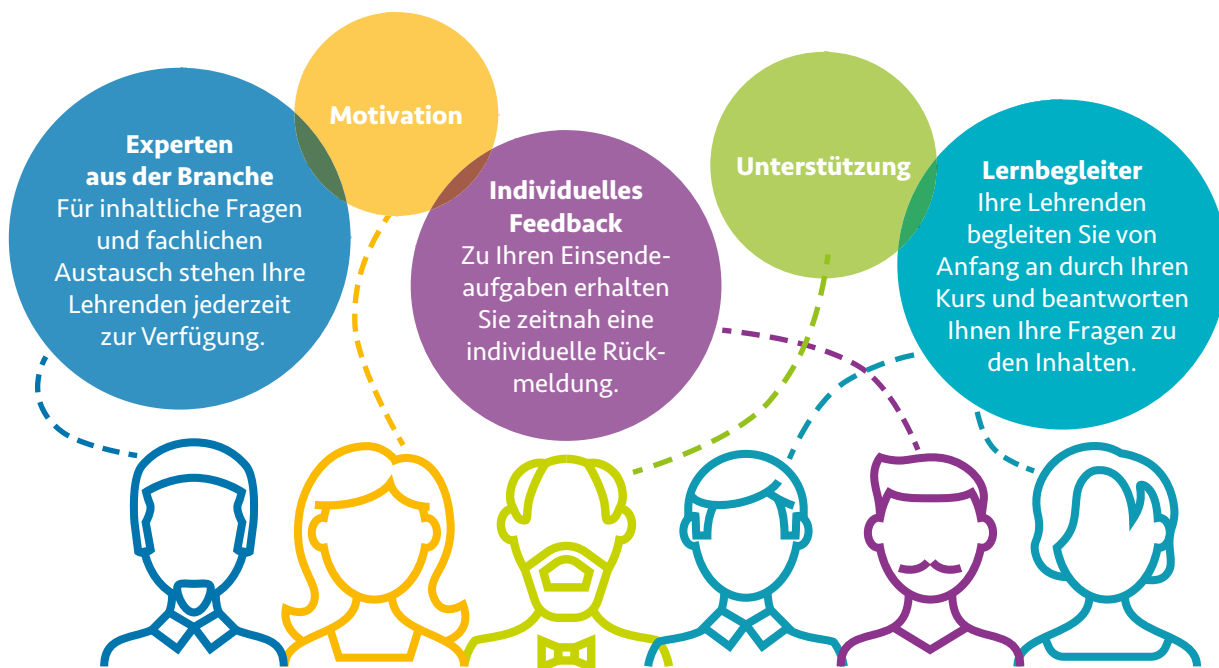 Experten
aus der Branche
Für inhaltliche Fragen
und fachlichen
Austausch stehen Ihre
Lehrenden jederzeit
zur Verfügung.
Motivation
Individuelles
Feedback
Zu Ihren Einsende-
aufgaben erhalten
Sie zeitnah eine
individuelle Rück-
meldung.
Unterstützung
Lernbegleiter
Ihre Lehrenden
begleiten Sie von
Anfang an durch Ihren
Kurs und beantworten
Ihnen Ihre Fragen zu
den Inhalten.